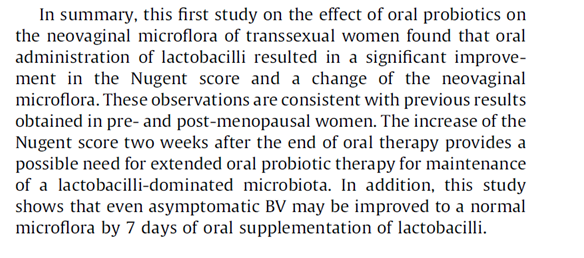 In summary, this first study on the effect of oral probiotics on
the neovaginal microflora of transsexual women found that oral
administration of lactobacilli resulted in a significant improve-
ment in the Nugent score and a change of the neovaginal
microflora. These observations are consistent with previous results
obtained in pre- and post-menopausal women. The increase of the
Nugent score two weeks after the end of oral therapy provides a
possible need for extended oral probiotic therapy for maintenance
of a lactobacilli-dominated microbiota. In addition, this study
shows that even asymptomatic BV may be improved to a normal
microflora by 7 days of oral supplementation of lactobacilli.